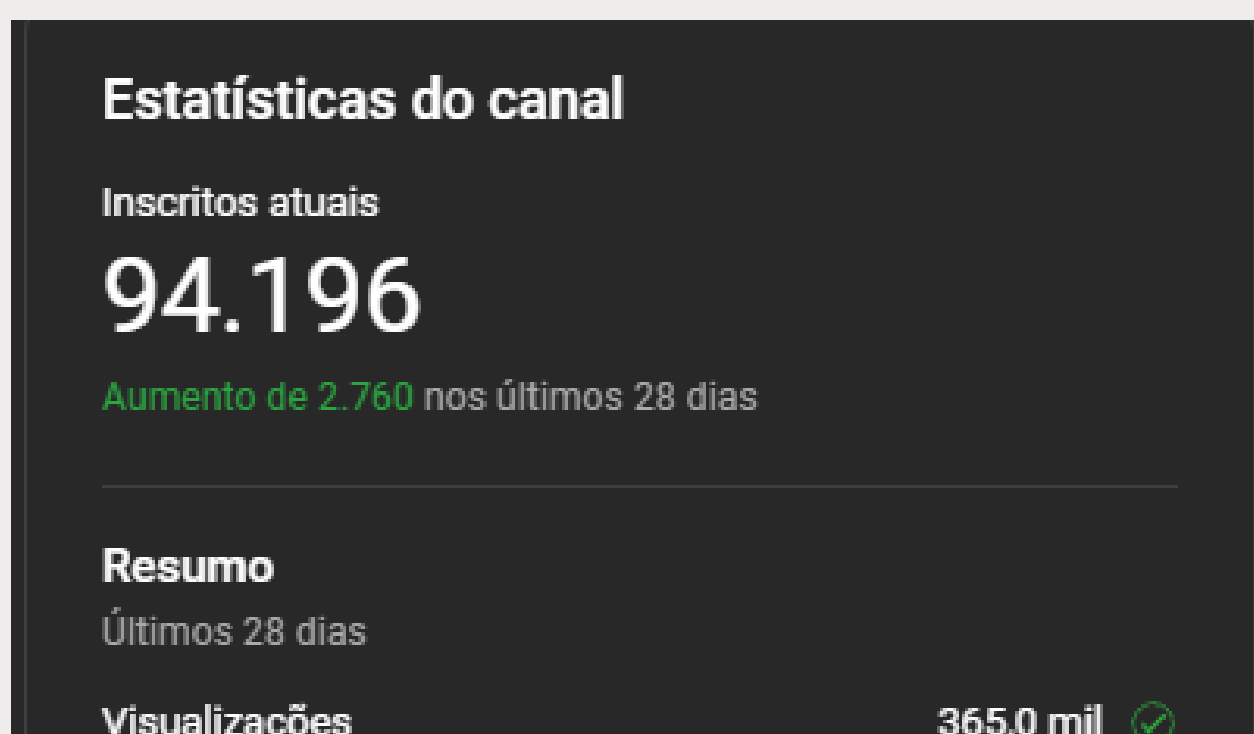 Estatísticas do canal
Inscritos atuais
94.196
Aumento de 2.760 nos últimos 28 dias
Resumo
Últimos 28 dias
Visualizações 365,0 mil